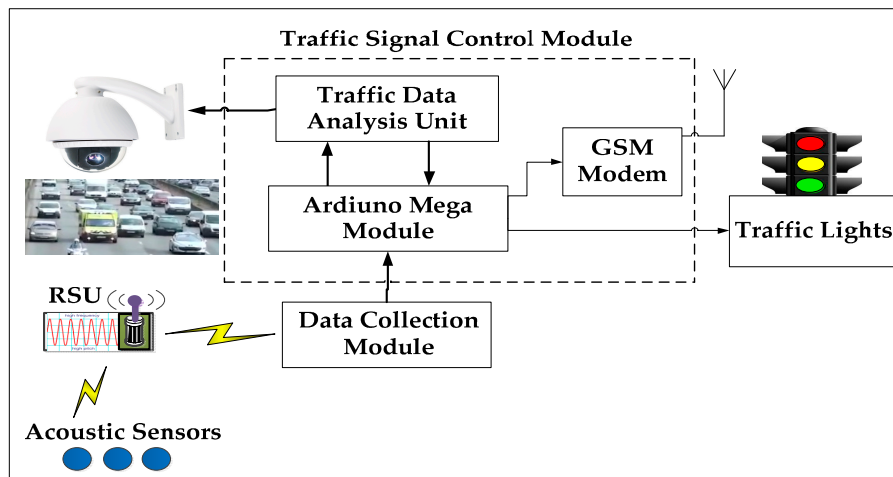 Traffic Signal Control Module
Traffic Data
Analysis Unit
GSM
Modem
Ardiuno Mega
Module
Traffic Lights
RSU
Data Collection
Module
Acoustic Sensors